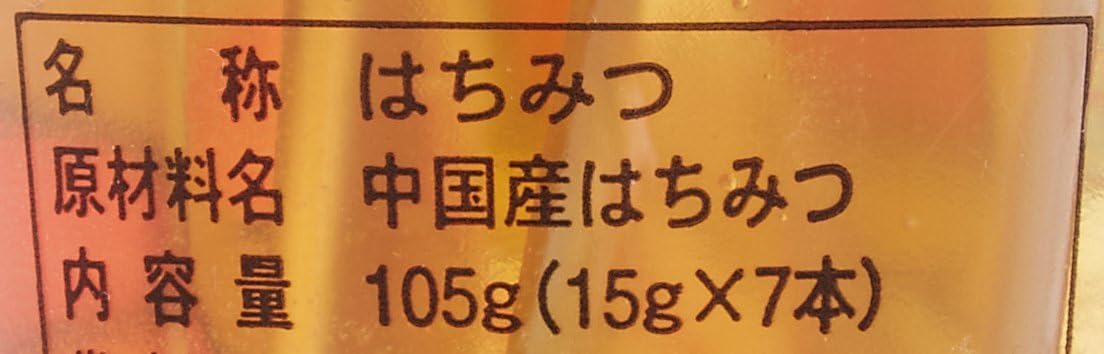 名称 はちみつ
原材料名 中国産はちみつ
内容量 105g(15g×7本)